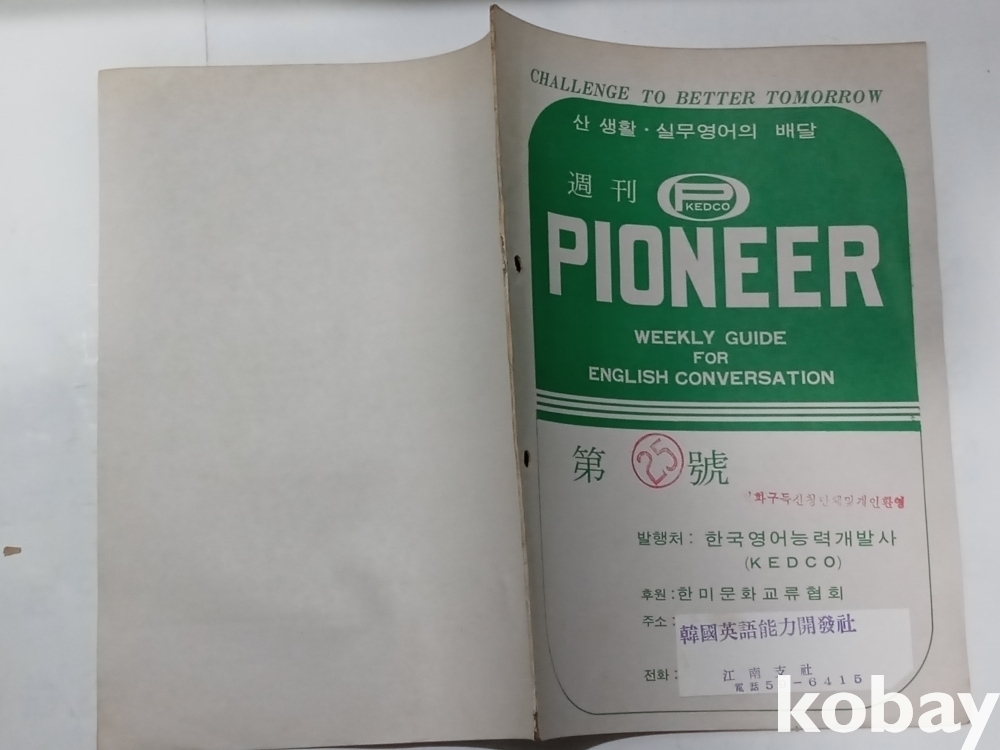 CHALLENGE TO BETTER TOMORROW
산 생활·실무영어의 배달
週刊 P KEDCO
PIONEER
WEEKLY GUIDE
FOR
ENGLISH CONVERSATION
第 25 號
발행처: 한국영어능력개발사
(KEDCO)
후원: 한미문화교류협회
주소:
韓國英語能力開發社
전화:
江南支社
電話 5 -6415
kobay